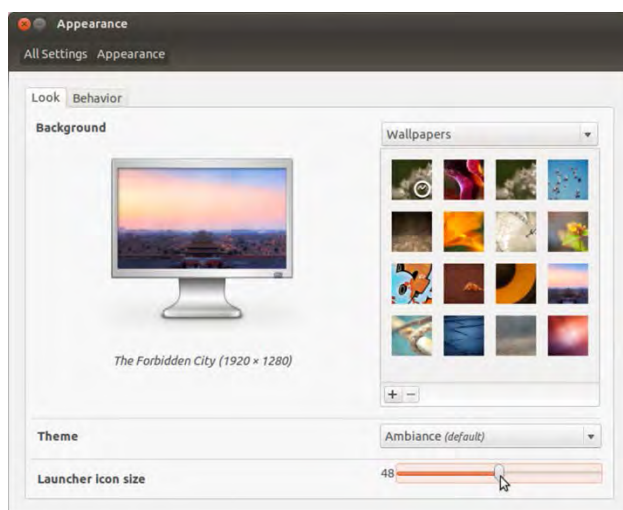 Appearance
All Settings Appearance
Look Behavior
Background
Wallpapers
The Forbidden City (1920 × 1280)
+ −
Theme
Ambiance (default)
Launcher icon size
48